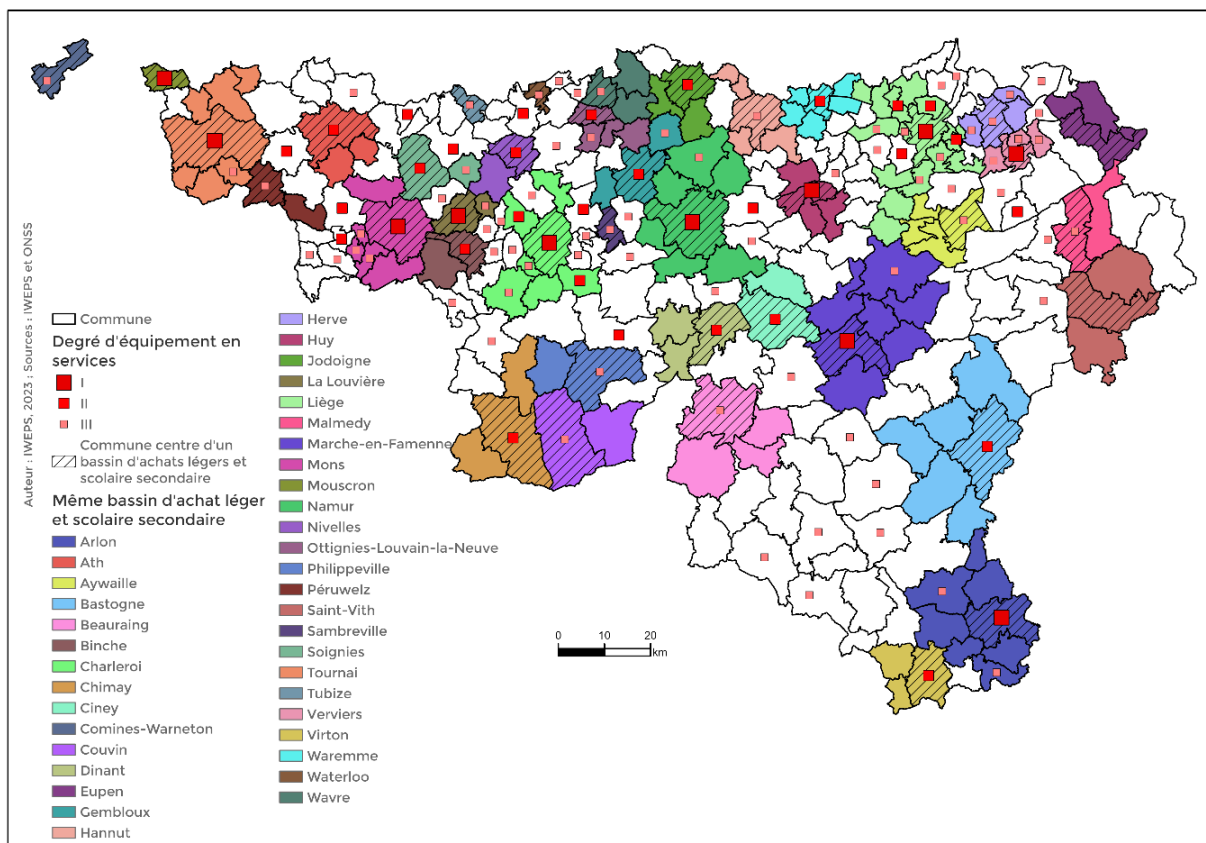 Auteur : IWEPS, 2023 ; Sources : IWEPS et ONSS
Commune
Degré d'équipement en
services
I
II
III
Commune centre d'un
bassin d'achats légers et
scolaire secondaire
Même bassin d'achat léger
et scolaire secondaire
Arlon
Ath
Aywaille
Bastogne
Beauraing
Binche
Charleroi
Chimay
Ciney
Comines-Warneton
Couvin
Dinant
Eupen
Gembloux
Hannut
Herve
Huy
Jodoigne
La Louvière
Liège
Malmedy
Marche-en-Famenne
Mons
Mouscron
Namur
Nivelles
Ottignies-Louvain-la-Neuve
Philippeville
Péruwelz
Saint-Vith
Sambreville
Soignies
Tournai
Tubize
Verviers
Virton
Waremme
Waterloo
Wavre
0 10 20
km